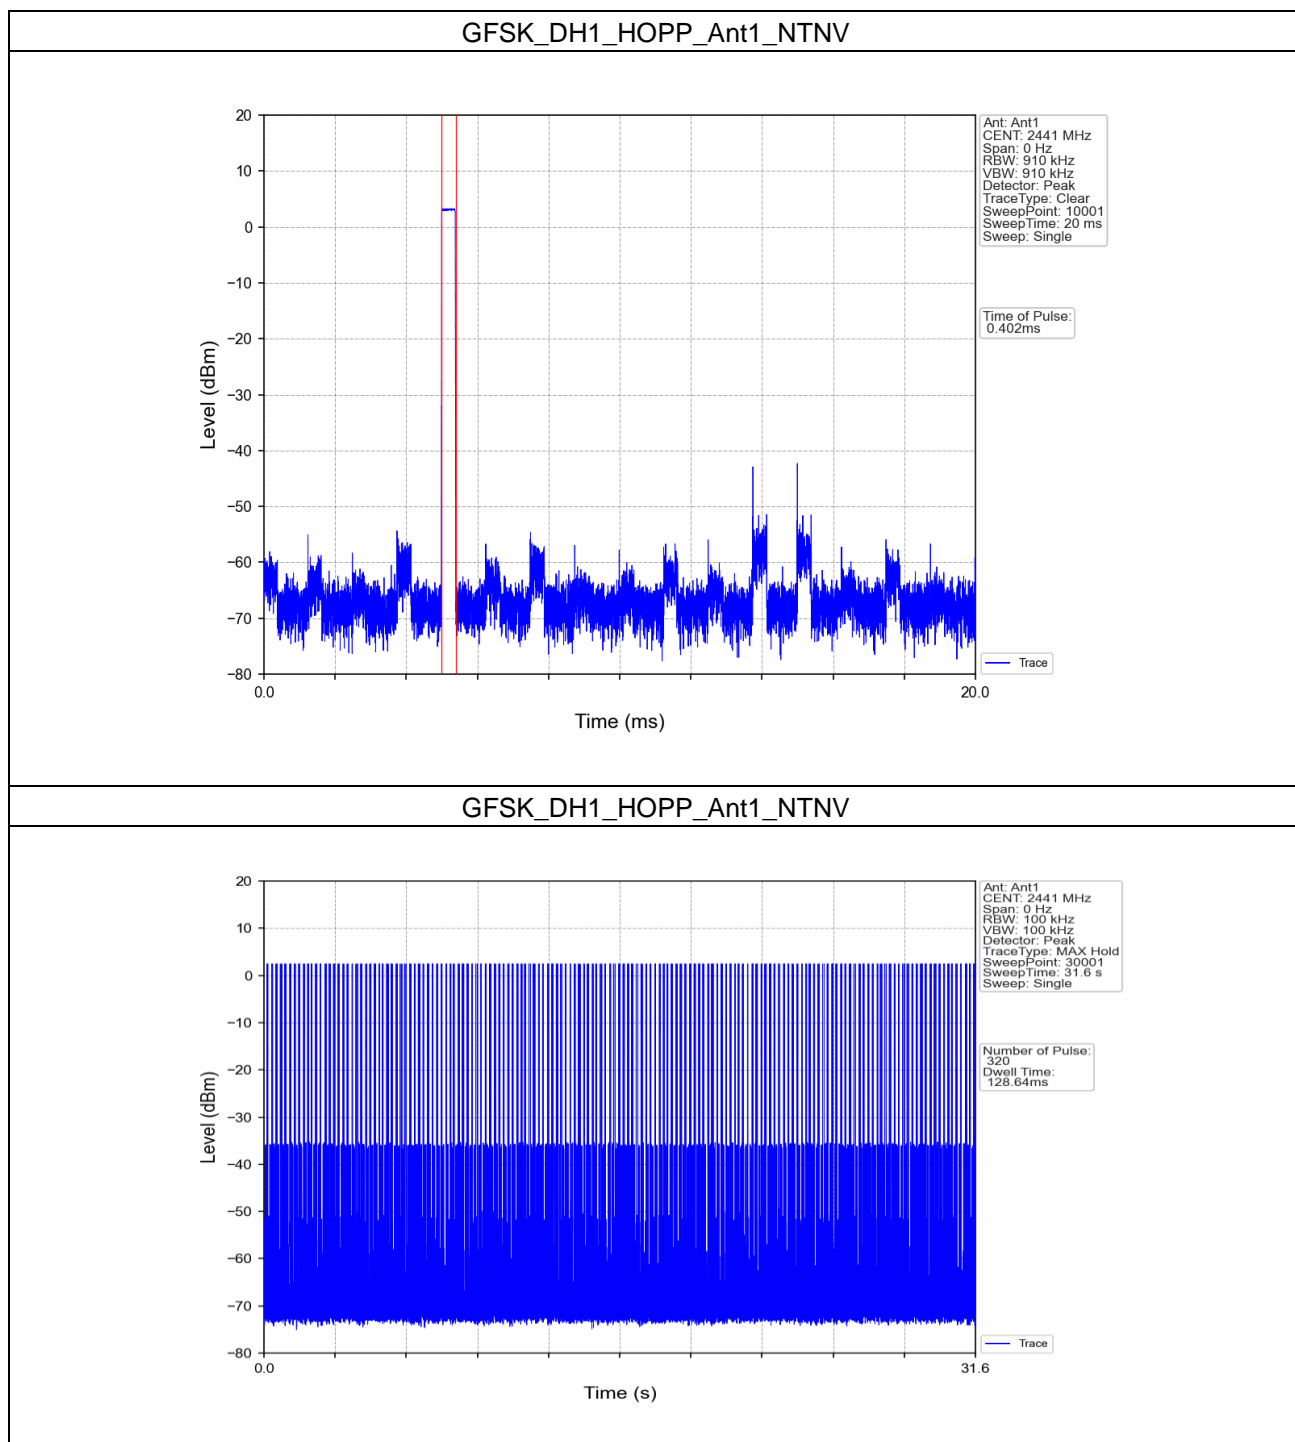 GFSK_DH1_HOPP_Ant1_NTNV
20
10
0
−10
−20
−30
−40
−50
−60
−70
−80
Level (dBm)
0.0
20.0
Time (ms)
Ant: Ant1
CENT: 2441 MHz
Span: 0 Hz
RBW: 910 kHz
VBW: 910 kHz
Detector: Peak
TraceType: Clear
SweepPoint: 10001
SweepTime: 20 ms
Sweep: Single
Time of Pulse:
0.402ms
Trace
GFSK_DH1_HOPP_Ant1_NTNV
20
10
0
−10
−20
−30
−40
−50
−60
−70
−80
Level (dBm)
0.0
31.6
Time (s)
Ant: Ant1
CENT: 2441 MHz
Span: 0 Hz
RBW: 100 kHz
VBW: 100 kHz
Detector: Peak
TraceType: MAX Hold
SweepPoint: 30001
SweepTime: 31.6 s
Sweep: Single
Number of Pulse:
320
Dwell Time:
128.64ms
Trace